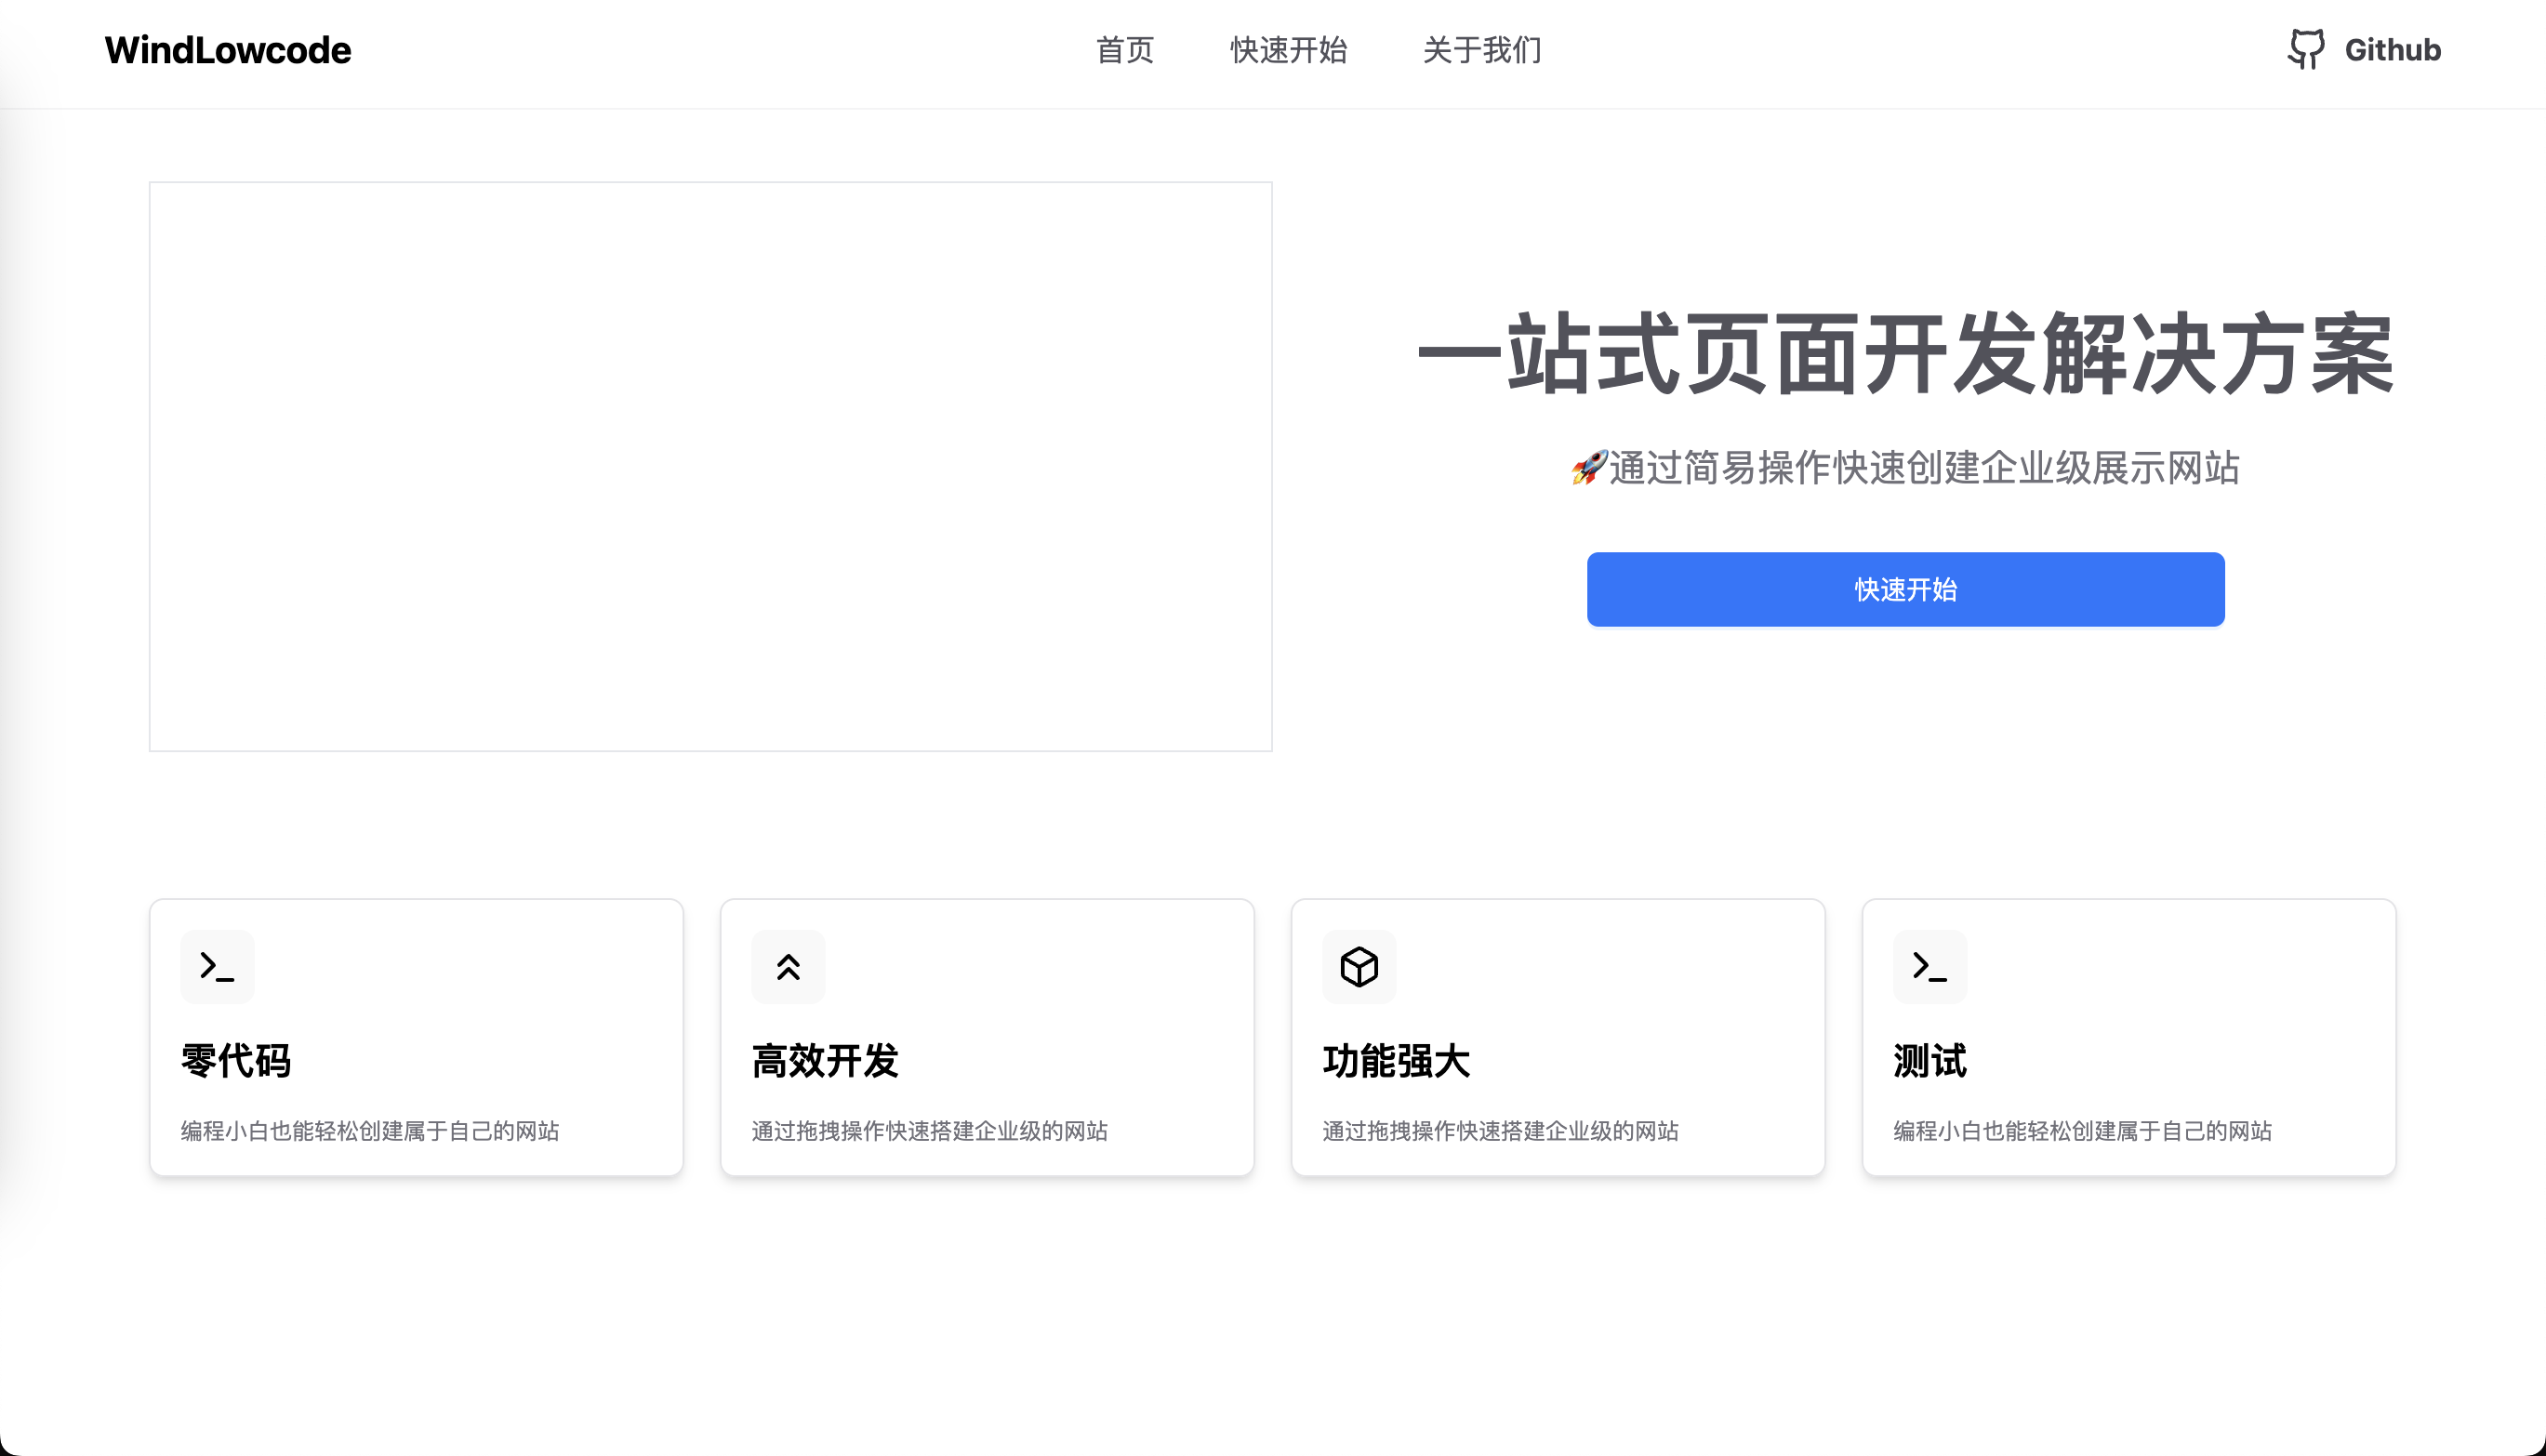 WindLowcode
首页
快速开始
关于我们
Github
一站式页面开发解决方案
🚀通过简易操作快速创建企业级展示网站
快速开始
零代码
编程小白也能轻松创建属于自己的网站
高效开发
通过拖拽操作快速搭建企业级的网站
功能强大
通过拖拽操作快速搭建企业级的网站
测试
编程小白也能轻松创建属于自己的网站